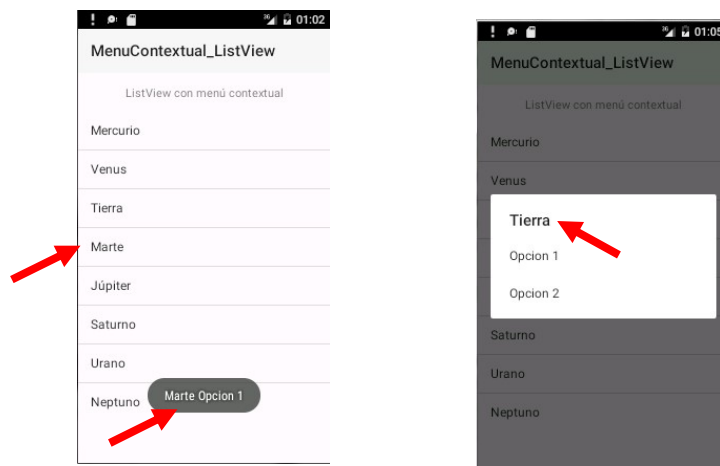 01:02
MenuContextual_ListView
ListView con menú contextual
Mercurio
Venus
Tierra
Marte
Júpiter
Saturno
Urano
Neptuno
Marte Opcion 1
01:05
MenuContextual_ListView
ListView con menú contextual
Mercurio
Venus
Tierra
Opcion 1
Opcion 2
Saturno
Urano
Neptuno